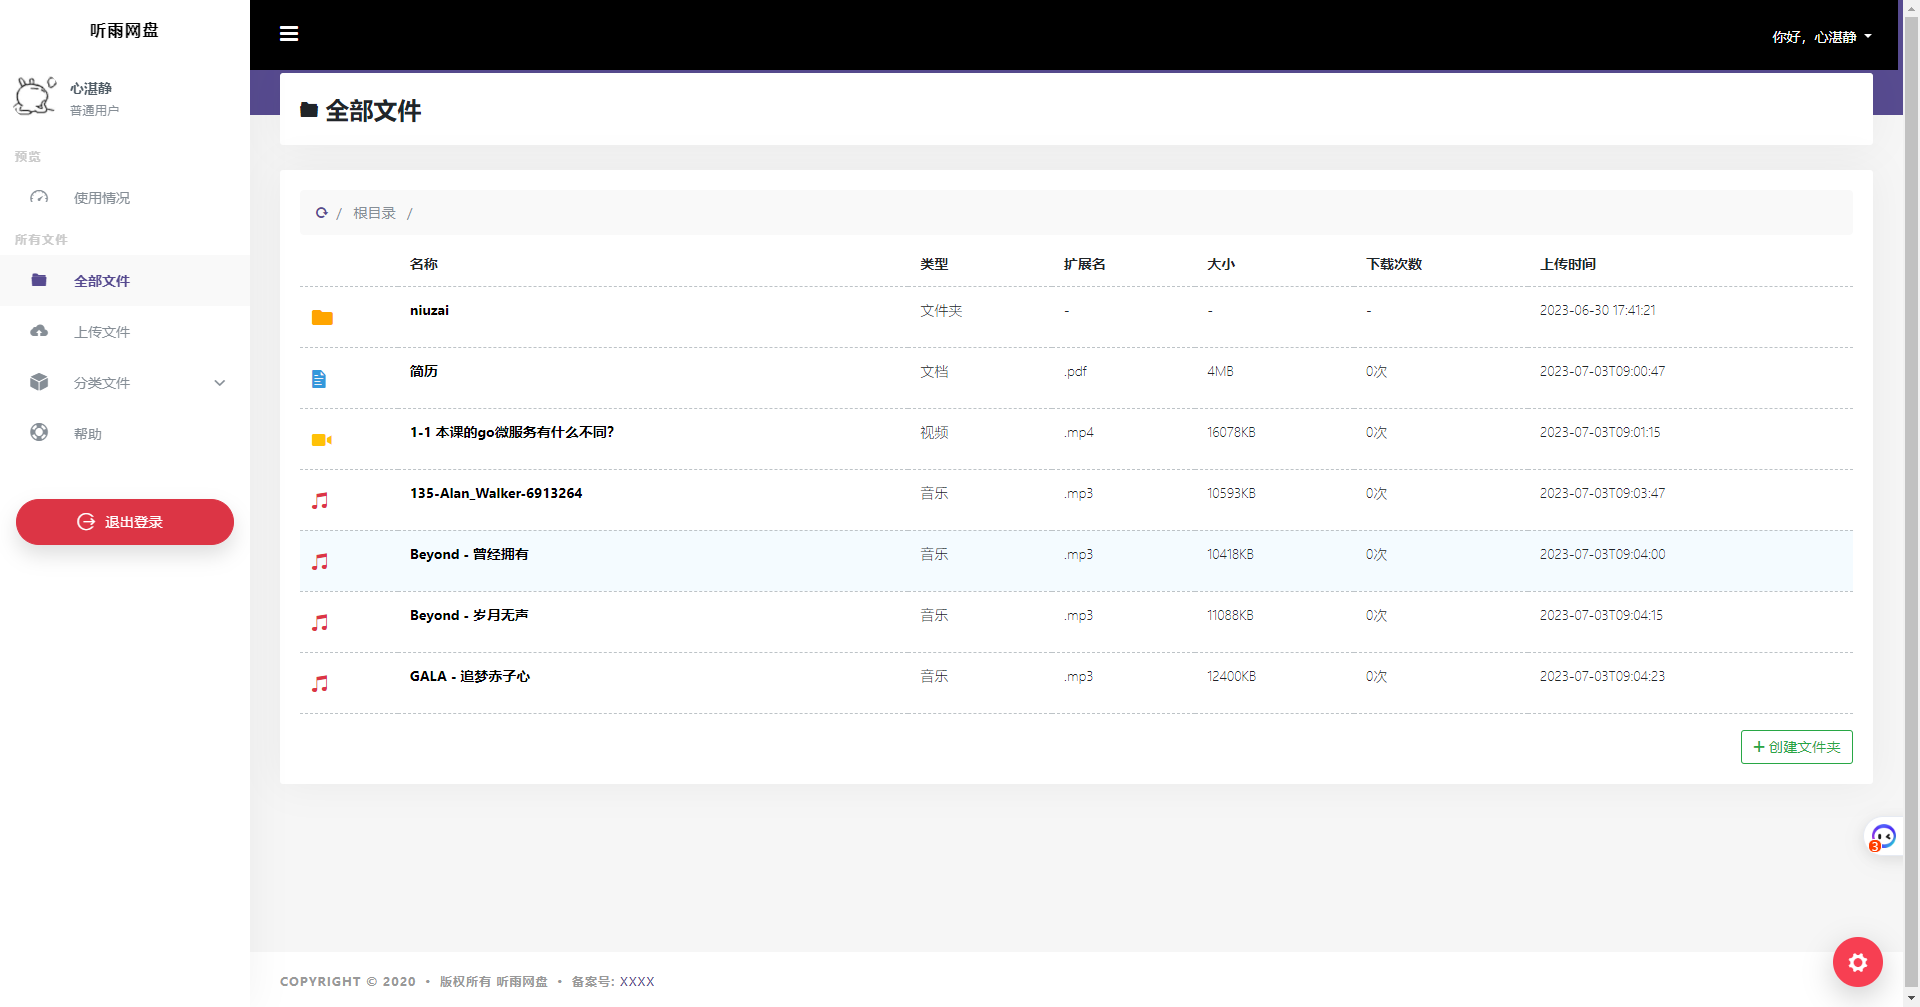 听雨网盘
心湛静
普通用户
预览
使用情况
所有文件
全部文件
上传文件
分类文件
帮助
退出登录
你好，心湛静
全部文件
/ 根目录 /
名称 类型 扩展名 大小 下载次数 上传时间
niuzai 文件夹 - - - 2023-06-30 17:41:21
简历 文档 .pdf 4MB 0次 2023-07-03T09:00:47
1-1 本课的go微服务有什么不同? 视频 .mp4 16078KB 0次 2023-07-03T09:01:15
135-Alan_Walker-6913264 音乐 .mp3 10593KB 0次 2023-07-03T09:03:47
Beyond - 曾经拥有 音乐 .mp3 10418KB 0次 2023-07-03T09:04:00
Beyond - 岁月无声 音乐 .mp3 11088KB 0次 2023-07-03T09:04:15
GALA - 追梦赤子心 音乐 .mp3 12400KB 0次 2023-07-03T09:04:23
+ 创建文件夹
3
COPYRIGHT © 2020 • 版权所有 听雨网盘 • 备案号: XXXX